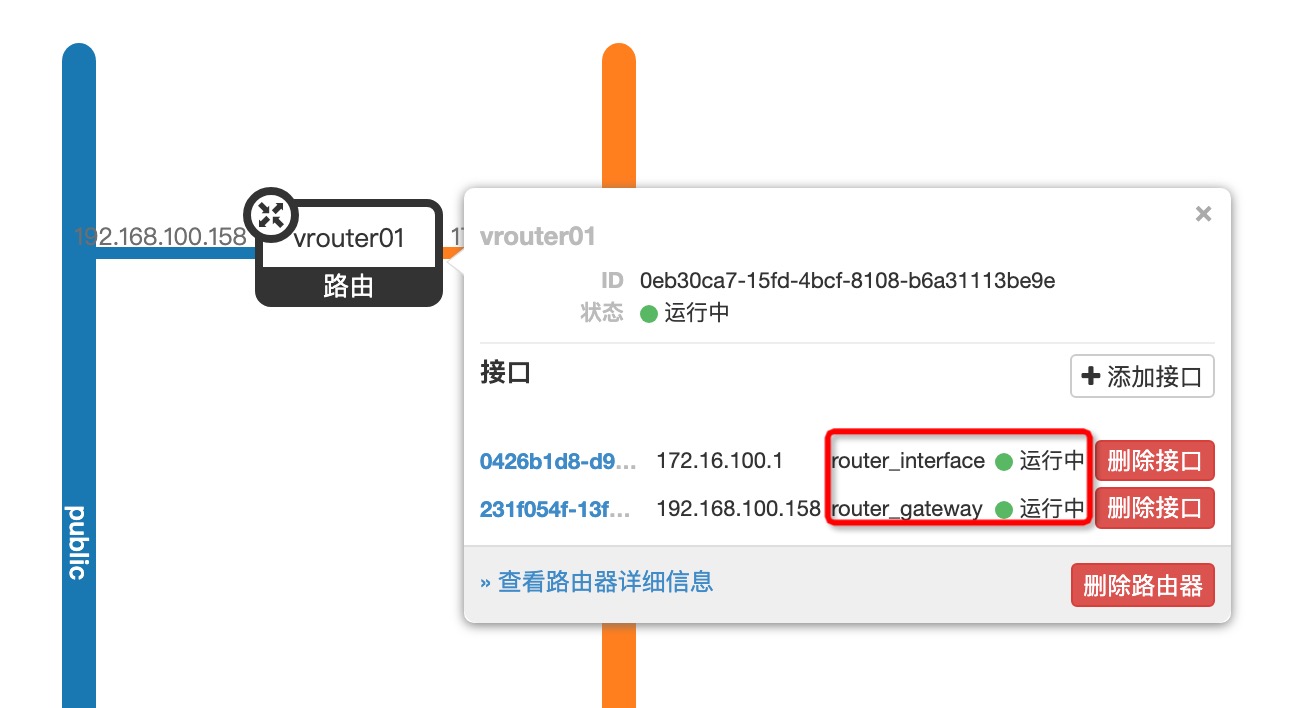 192.168.100.158
vrouter01
路由
17
public
vrouter01
ID 0eb30ca7-15fd-4bcf-8108-b6a31113be9e
状态 运行中
接口
添加接口
0426b1d8-d9... 172.16.100.1 router_interface 运行中 删除接口
231f054f-13f... 192.168.100.158 router_gateway 运行中 删除接口
» 查看路由器详细信息 删除路由器